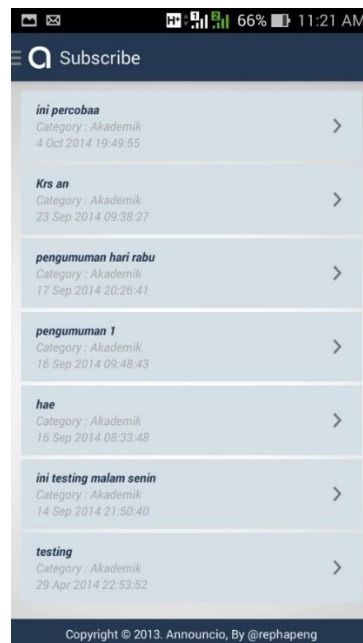 66% 11:21 AM
Subscribe
ini percobaa
Category : Akademik
4 Oct 2014 19:49:55
Krs an
Category : Akademik
23 Sep 2014 09:38:27
pengumuman hari rabu
Category : Akademik
17 Sep 2014 20:26:41
pengumuman 1
Category : Akademik
16 Sep 2014 09:48:43
hae
Category : Akademik
16 Sep 2014 08:33:48
ini testing malam senin
Category : Akademik
14 Sep 2014 21:50:40
testing
Category : Akademik
29 Apr 2014 22:53:52
Copyright © 2013. Announcio, By @rephapeng